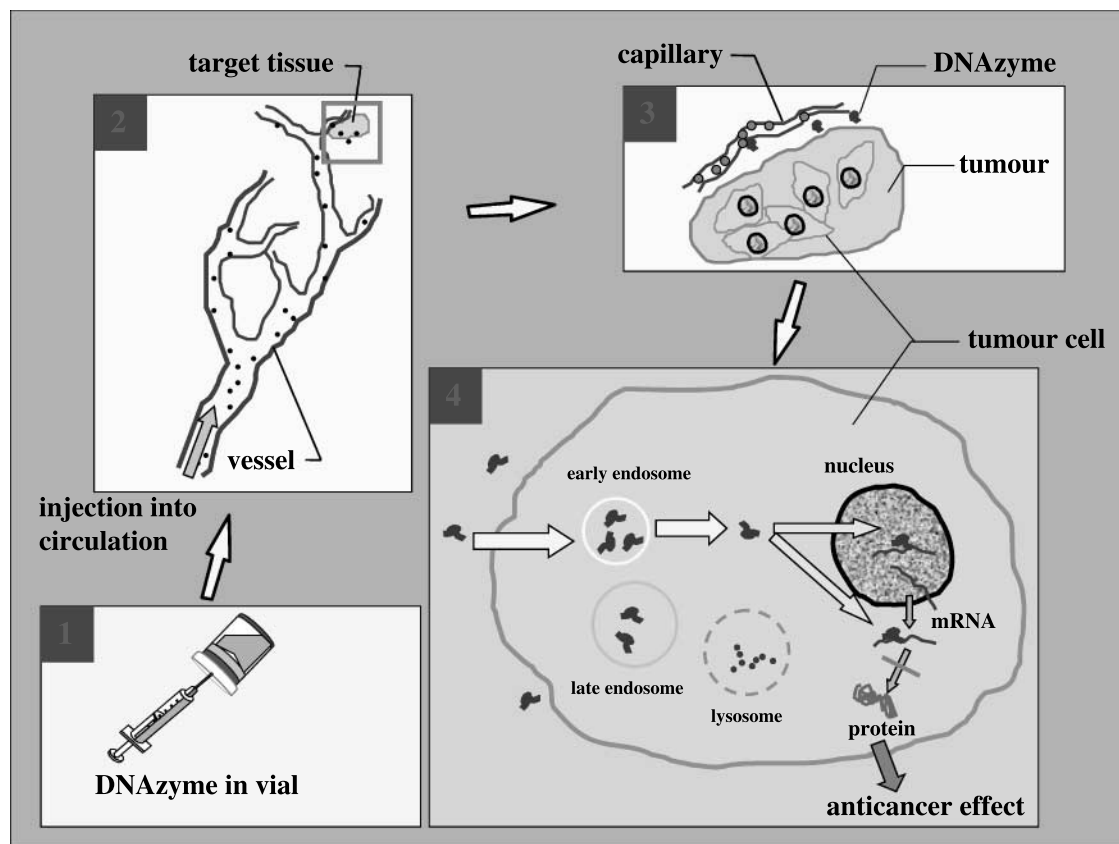 1
DNAzyme in vial
injection into
circulation
2
target tissue
vessel
3
capillary
DNAzyme
tumour
tumour cell
4
early endosome
nucleus
mRNA
late endosome
lysosome
protein
anticancer effect